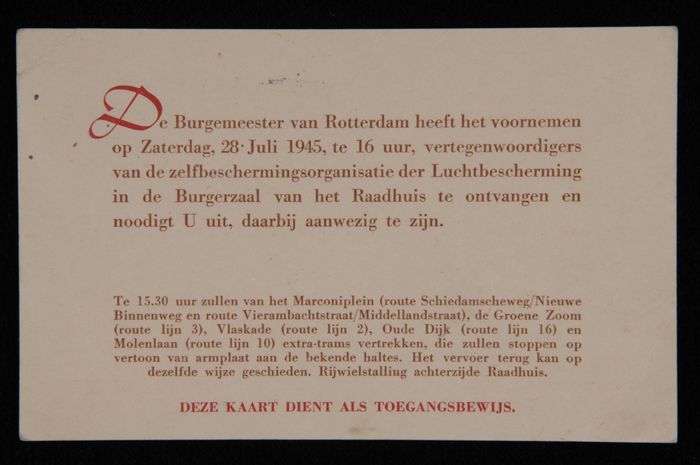 De Burgemeester van Rotterdam heeft het voornemen
op Zaterdag, 28 Juli 1945, te 16 uur, vertegenwoordigers
van de zelfbeschermingsorganisatie der Luchtbescherming
in de Burgerzaal van het Raadhuis te ontvangen en
noodigt U uit, daarbij aanwezig te zijn.
Te 15.30 uur zullen van het Marconiplein (route Schiedamscheweg/Nieuwe
Binnenweg en route Vierambachtstraat/Middellandstraat), de Groene Zoom
(route lijn 3), Vlaskade (route lijn 2), Oude Dijk (route lijn 16) en
Molenlaan (route lijn 10) extra-trams vertrekken, die zullen stoppen op
vertoon van armplaat aan de bekende haltes. Het vervoer terug kan op
dezelfde wijze geschieden. Rijwielstalling achterzijde Raadhuis.
DEZE KAART DIENT ALS TOEGANGSBEWIJS.